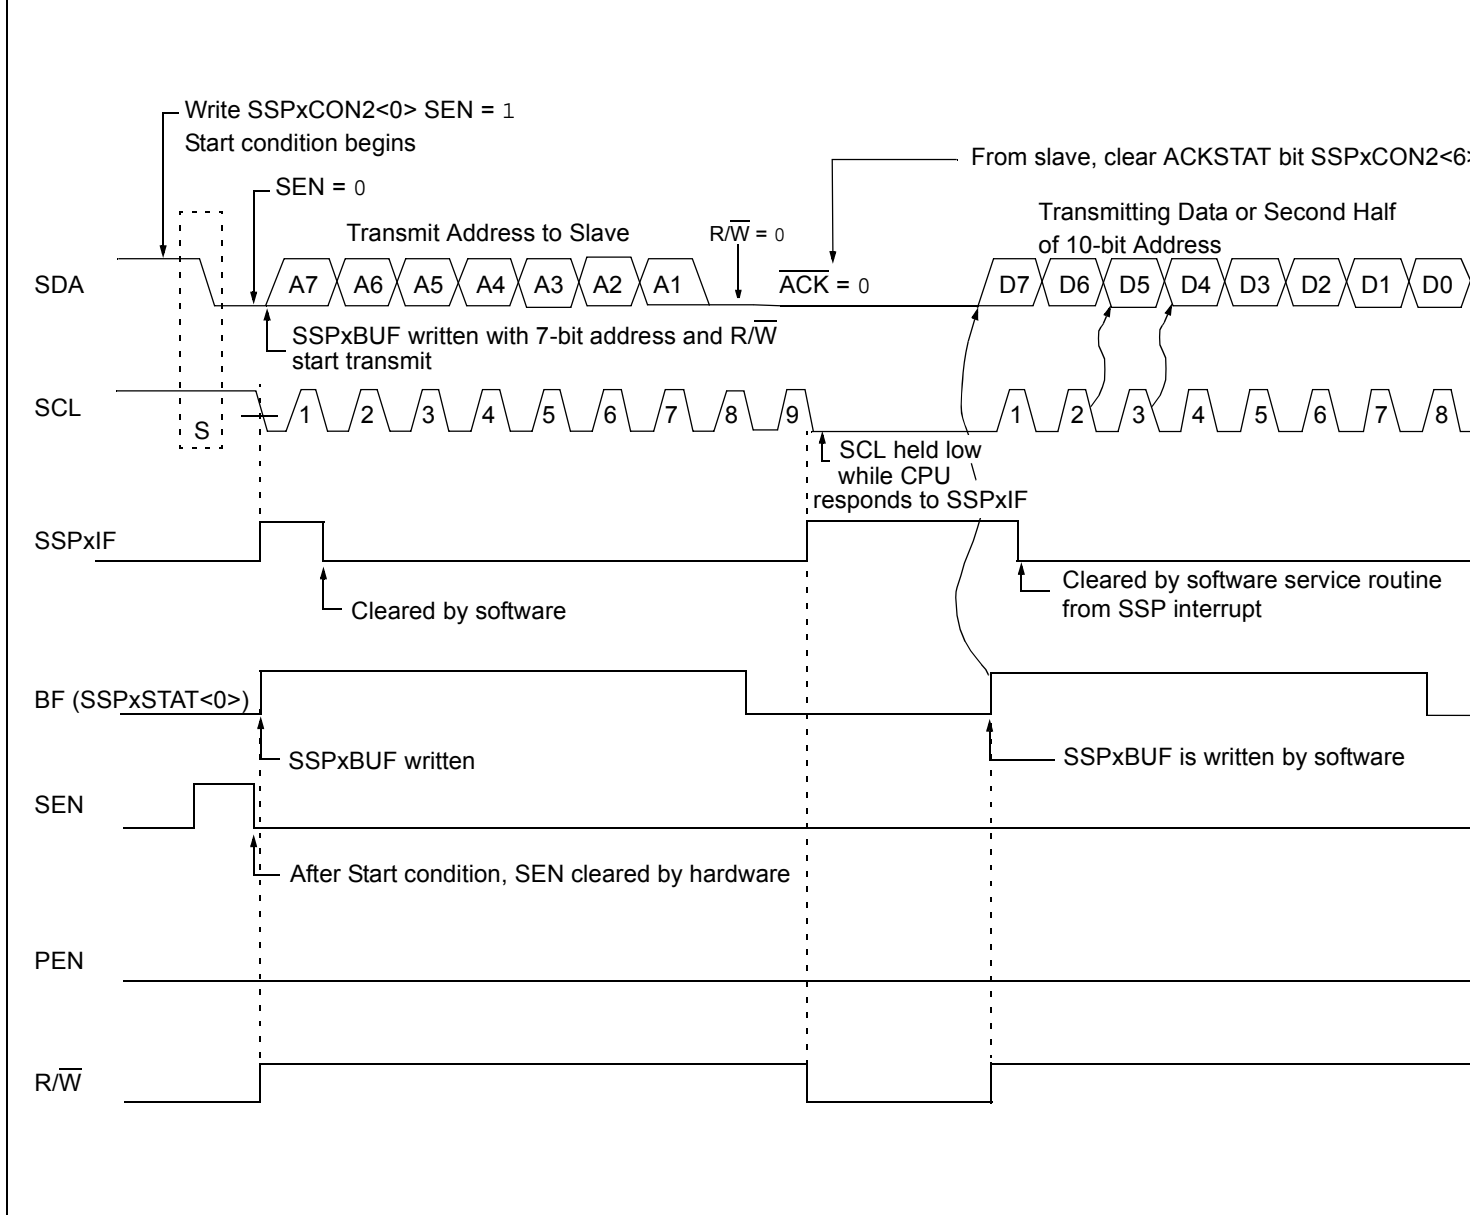 Write SSPxCON2<0> SEN = 1
Start condition begins
From slave, clear ACKSTAT bit SSPxCON2<6>
SEN = 0
Transmitting Data or Second Half
of 10-bit Address
Transmit Address to Slave
R/W̅ = 0
SDA
A7 A6 A5 A4 A3 A2 A1
A̅C̅K̅ = 0
D7 D6 D5 D4 D3 D2 D1 D0
SSPxBUF written with 7-bit address and R/W̅
start transmit
SCL
S
1 2 3 4 5 6 7 8 9
1 2 3 4 5 6 7 8
SCL held low
while CPU
responds to SSPxIF
SSPxIF
Cleared by software
Cleared by software service routine
from SSP interrupt
BF (SSPxSTAT<0>)
SSPxBUF written
SSPxBUF is written by software
SEN
After Start condition, SEN cleared by hardware
PEN
R/W̅